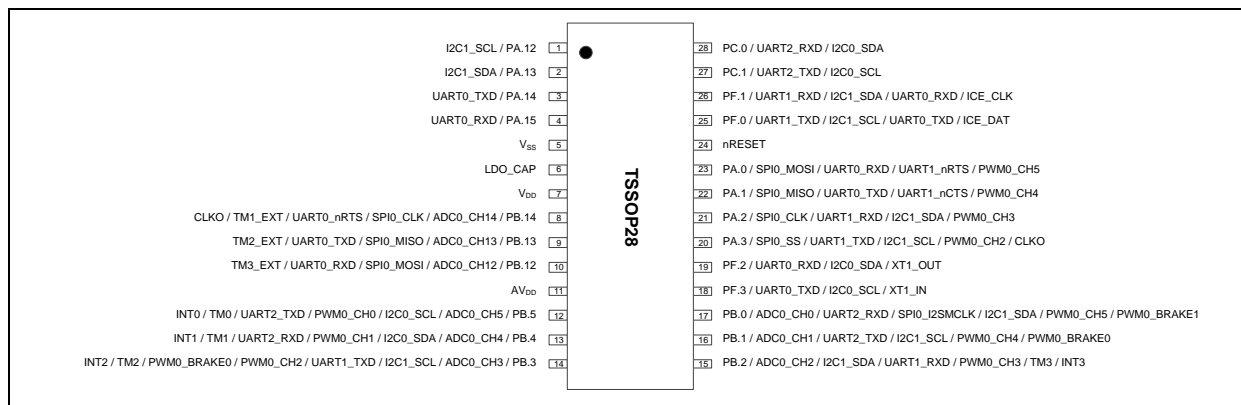 I2C1_SCL / PA.12 1
I2C1_SDA / PA.13 2
UART0_TXD / PA.14 3
UART0_RXD / PA.15 4
VSS 5
LDO_CAP 6
VDD 7
CLKO / TM1_EXT / UART0_nRTS / SPI0_CLK / ADC0_CH14 / PB.14 8
TM2_EXT / UART0_TXD / SPI0_MISO / ADC0_CH13 / PB.13 9
TM3_EXT / UART0_RXD / SPI0_MOSI / ADC0_CH12 / PB.12 10
AVDD 11
INT0 / TM0 / UART2_TXD / PWM0_CH0 / I2C0_SCL / ADC0_CH5 / PB.5 12
INT1 / TM1 / UART2_RXD / PWM0_CH1 / I2C0_SDA / ADC0_CH4 / PB.4 13
INT2 / TM2 / PWM0_BRAKE0 / PWM0_CH2 / UART1_TXD / I2C1_SCL / ADC0_CH3 / PB.3 14
TSSOP28
28 PC.0 / UART2_RXD / I2C0_SDA
27 PC.1 / UART2_TXD / I2C0_SCL
26 PF.1 / UART1_RXD / I2C1_SDA / UART0_RXD / ICE_CLK
25 PF.0 / UART1_TXD / I2C1_SCL / UART0_TXD / ICE_DAT
24 nRESET
23 PA.0 / SPI0_MOSI / UART0_RXD / UART1_nRTS / PWM0_CH5
22 PA.1 / SPI0_MISO / UART0_TXD / UART1_nCTS / PWM0_CH4
21 PA.2 / SPI0_CLK / UART1_RXD / I2C1_SDA / PWM0_CH3
20 PA.3 / SPI0_SS / UART1_TXD / I2C1_SCL / PWM0_CH2 / CLKO
19 PF.2 / UART0_RXD / I2C0_SDA / XT1_OUT
18 PF.3 / UART0_TXD / I2C0_SCL / XT1_IN
17 PB.0 / ADC0_CH0 / UART2_RXD / SPI0_I2SMCLK / I2C1_SDA / PWM0_CH5 / PWM0_BRAKE1
16 PB.1 / ADC0_CH1 / UART2_TXD / I2C1_SCL / PWM0_CH4 / PWM0_BRAKE0
15 PB.2 / ADC0_CH2 / I2C1_SDA / UART1_RXD / PWM0_CH3 / TM3 / INT3